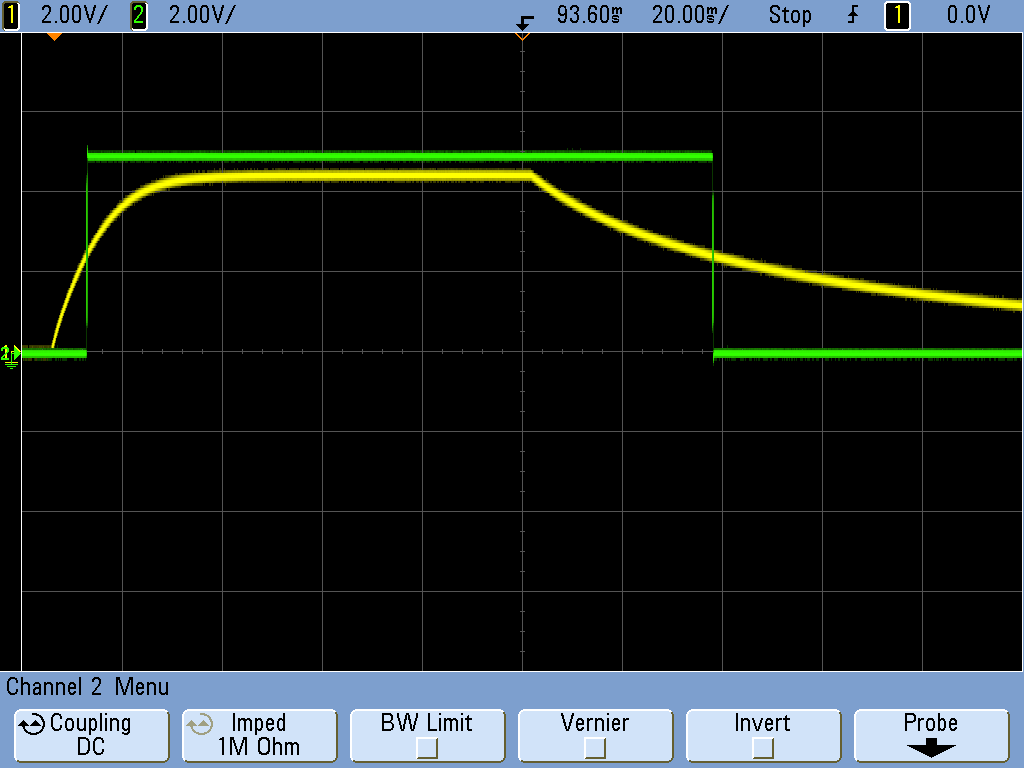 1 2.00V/ 2 2.00V/ 93.60ms 20.00ms/ Stop 1 0.0V
Channel 2 Menu
Coupling Imped BW Limit Vernier Invert Probe
DC 1M Ohm